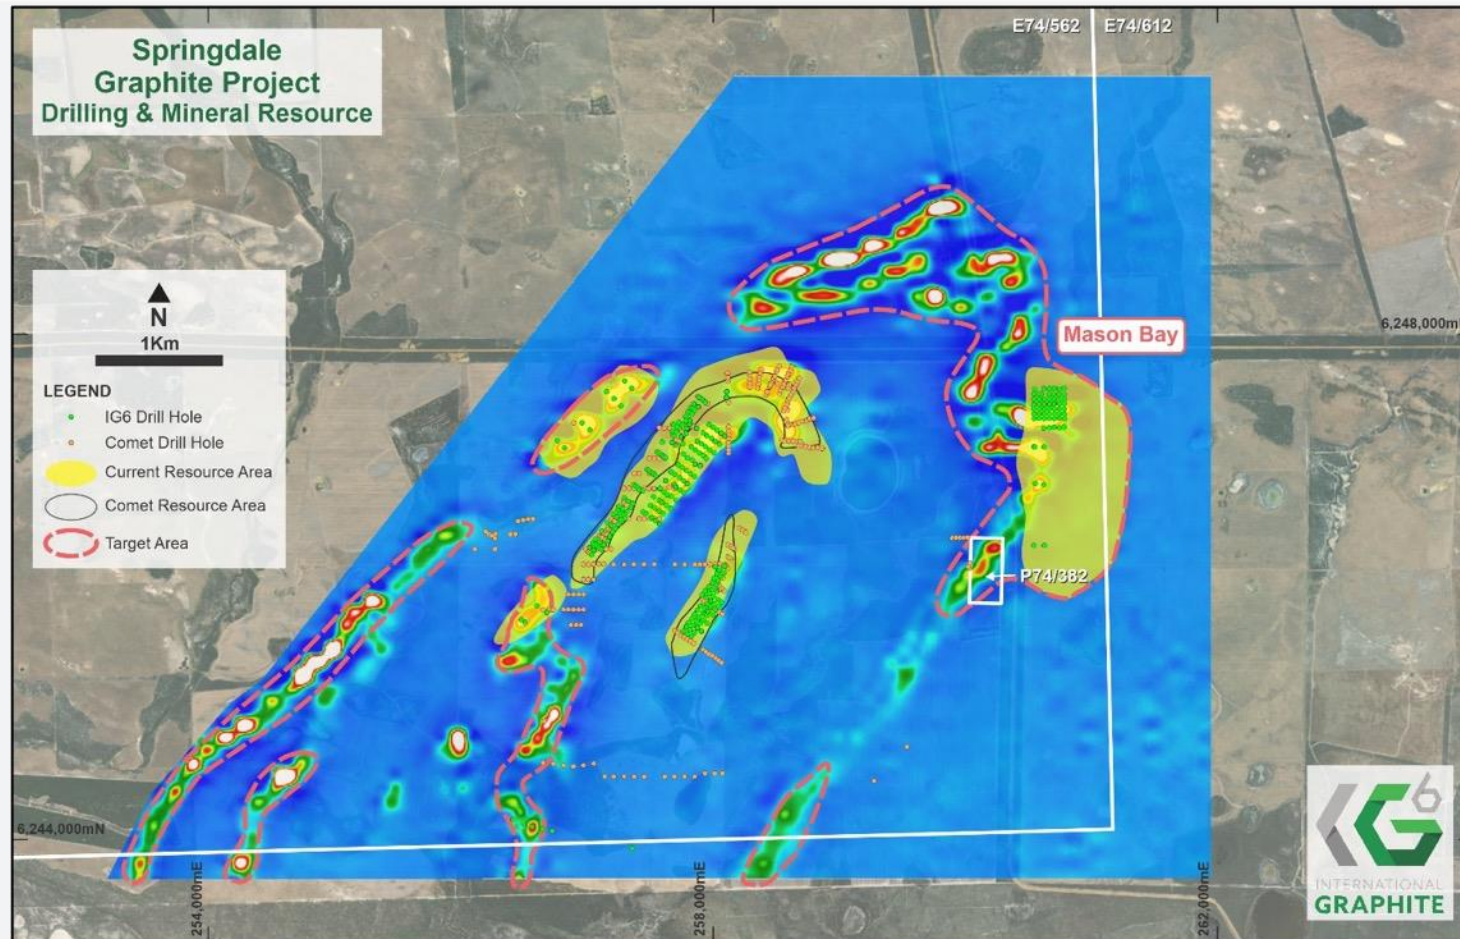 Springdale
Graphite Project
Drilling & Mineral Resource
E74/562
E74/612
N
1Km
LEGEND
IG6 Drill Hole
Comet Drill Hole
Current Resource Area
Comet Resource Area
Target Area
6,248,000m
Mason Bay
P74/382
6,244,000mN
254,000mE
258,000mE
262,000mE
IG6
INTERNATIONAL
GRAPHITE